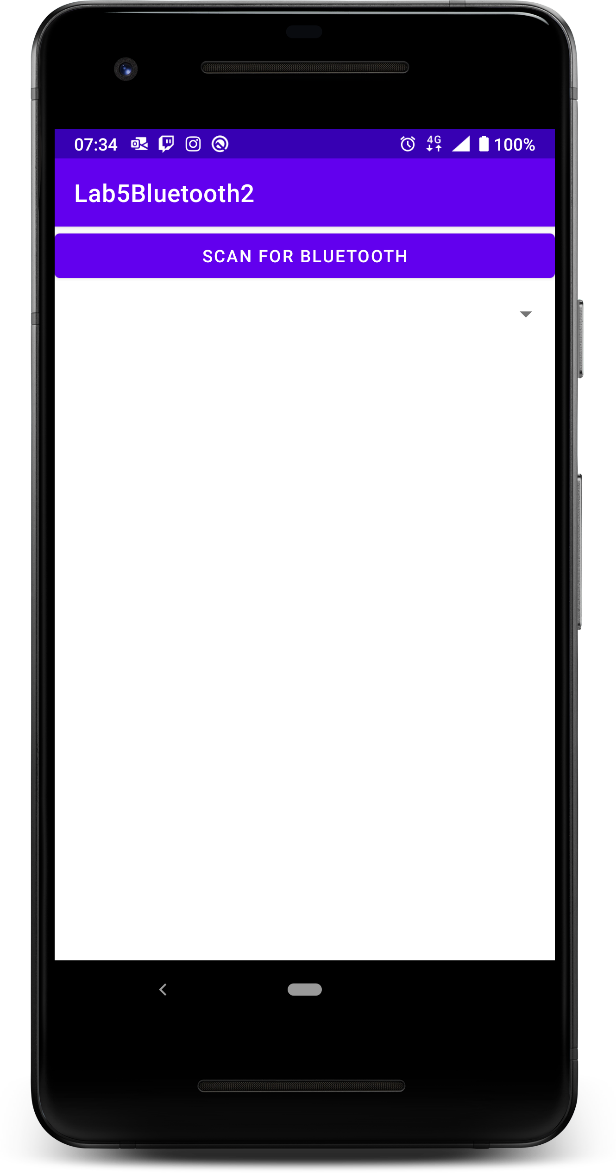 07:34 4G 100%
Lab5Bluetooth2
SCAN FOR BLUETOOTH